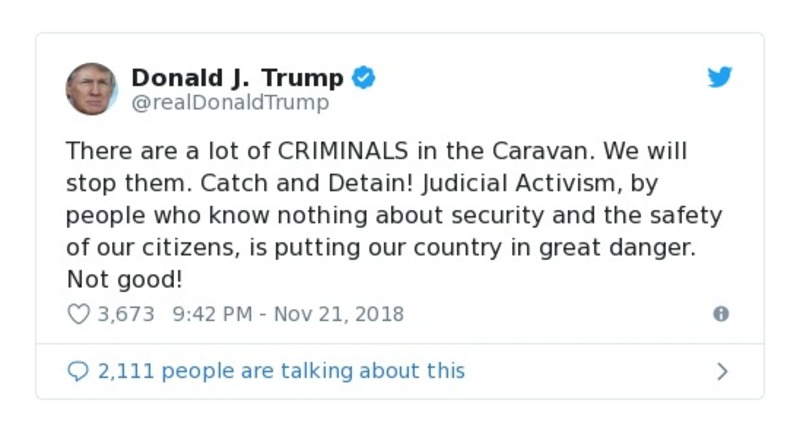 Donald J. Trump
@realDonaldTrump
There are a lot of CRIMINALS in the Caravan. We will
stop them. Catch and Detain! Judicial Activism, by
people who know nothing about security and the safety
of our citizens, is putting our country in great danger.
Not good!
3,673 9:42 PM - Nov 21, 2018
2,111 people are talking about this